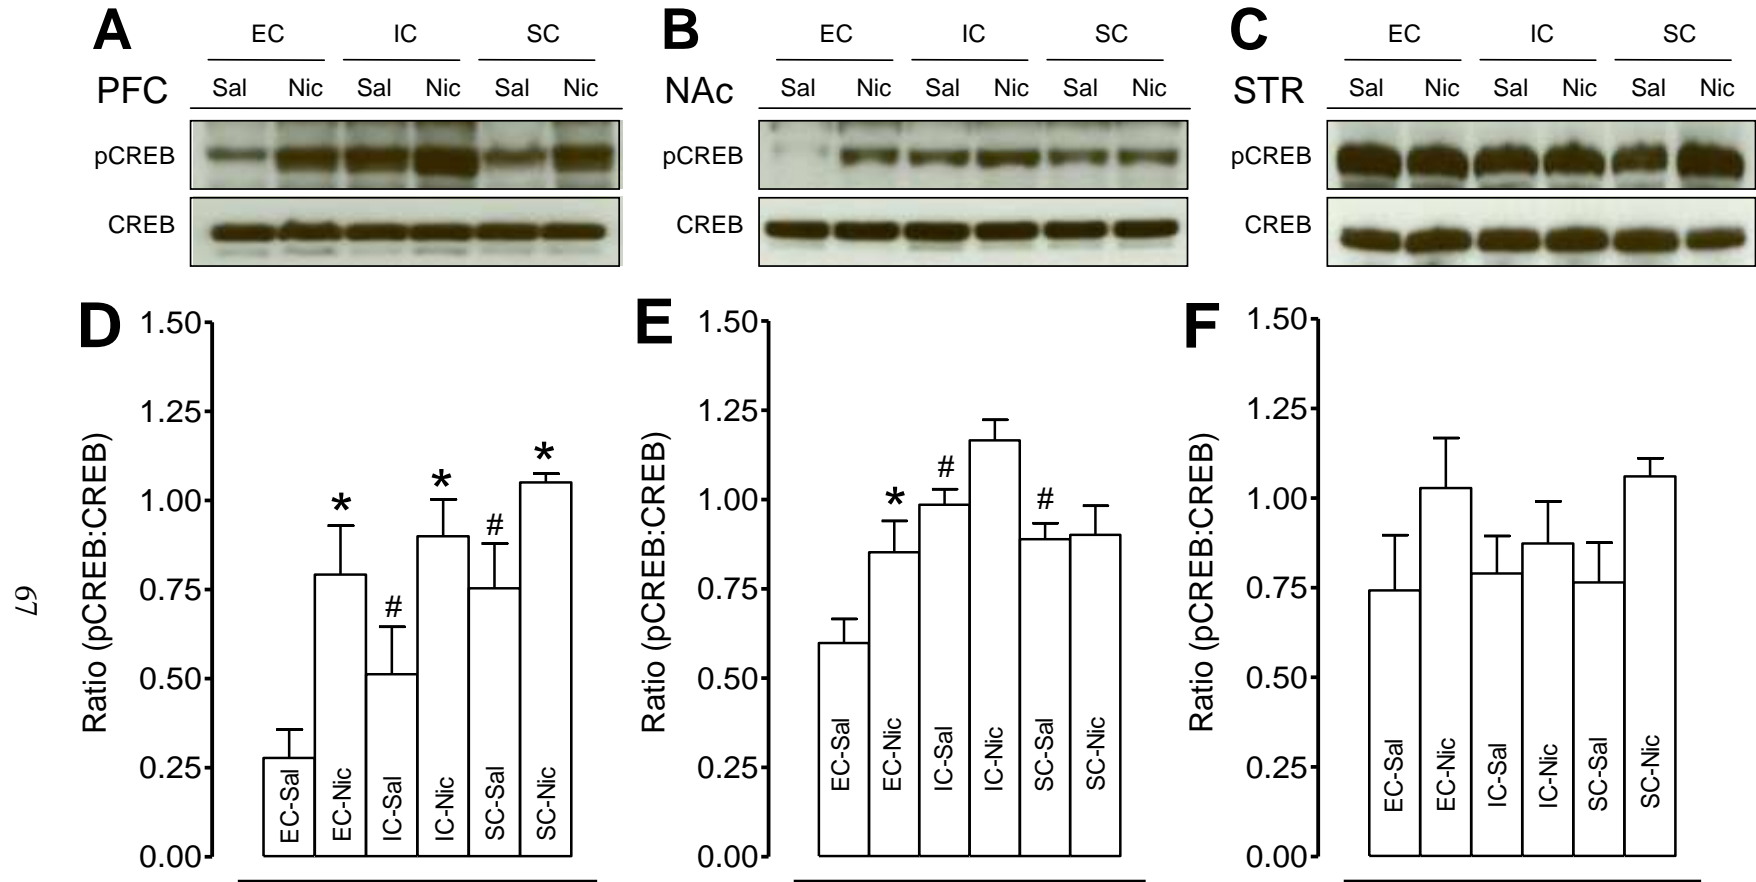 A
EC IC SC
PFC Sal Nic Sal Nic Sal Nic
pCREB
CREB
B
EC IC SC
NAc Sal Nic Sal Nic Sal Nic
pCREB
CREB
C
EC IC SC
STR Sal Nic Sal Nic Sal Nic
pCREB
CREB
D
Ratio (pCREB:CREB)
1.50
1.25
1.00
0.75
0.50
0.25
0.00
* # * # *
EC-Sal
EC-Nic
IC-Sal
IC-Nic
SC-Sal
SC-Nic
E
Ratio (pCREB:CREB)
1.50
1.25
1.00
0.75
0.50
0.25
0.00
* # #
EC-Sal
EC-Nic
IC-Sal
IC-Nic
SC-Sal
SC-Nic
F
Ratio (pCREB:CREB)
1.50
1.25
1.00
0.75
0.50
0.25
0.00
EC-Sal
EC-Nic
IC-Sal
IC-Nic
SC-Sal
SC-Nic
67